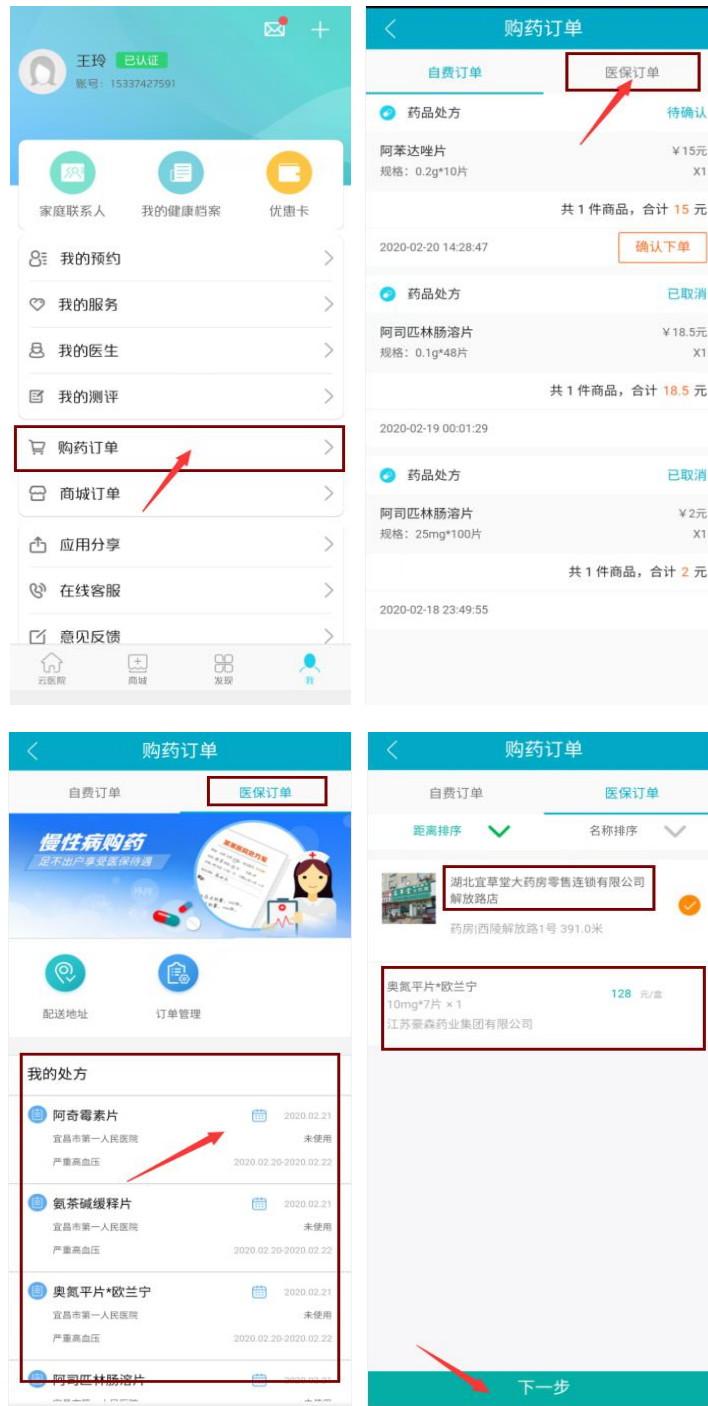 王玲 已认证
账号: 15337427591
家庭联系人 我的健康档案 优惠卡
我的预约
我的服务
我的医生
我的测评
购药订单
商城订单
应用分享
在线客服
意见反馈
云医院 商城 发现 我
购药订单
自费订单 医保订单
药品处方 待确认
阿苯达唑片 ￥15元
规格: 0.2g*10片 X1
共 1 件商品，合计 15 元
2020-02-20 14:28:47 确认下单
药品处方 已取消
阿司匹林肠溶片 ￥18.5元
规格: 0.1g*48片 X1
共 1 件商品，合计 18.5 元
2020-02-19 00:01:29
药品处方 已取消
阿司匹林肠溶片 ￥2元
规格: 25mg*100片 X1
共 1 件商品，合计 2 元
2020-02-18 23:49:55
购药订单
自费订单 医保订单
慢性病购药
足不出户享受医保待遇
配送地址 订单管理
我的处方
阿奇霉素片 2020.02.21
宜昌市第一人民医院 未使用
严重高血压 2020.02.20-2020.02.22
氨茶碱缓释片 2020.02.21
宜昌市第一人民医院 未使用
严重高血压 2020.02.20-2020.02.22
奥氮平片*欧兰宁 2020.02.21
宜昌市第一人民医院 未使用
严重高血压 2020.02.20-2020.02.22
阿司匹林肠溶片 2020.02.21
购药订单
自费订单 医保订单
距离排序 名称排序
湖北宜草堂大药房零售连锁有限公司
解放路店
药房|西陵解放路1号 391.0米
奥氮平片*欧兰宁 128 元/盒
10mg*7片 × 1
江苏豪森药业集团有限公司
下一步